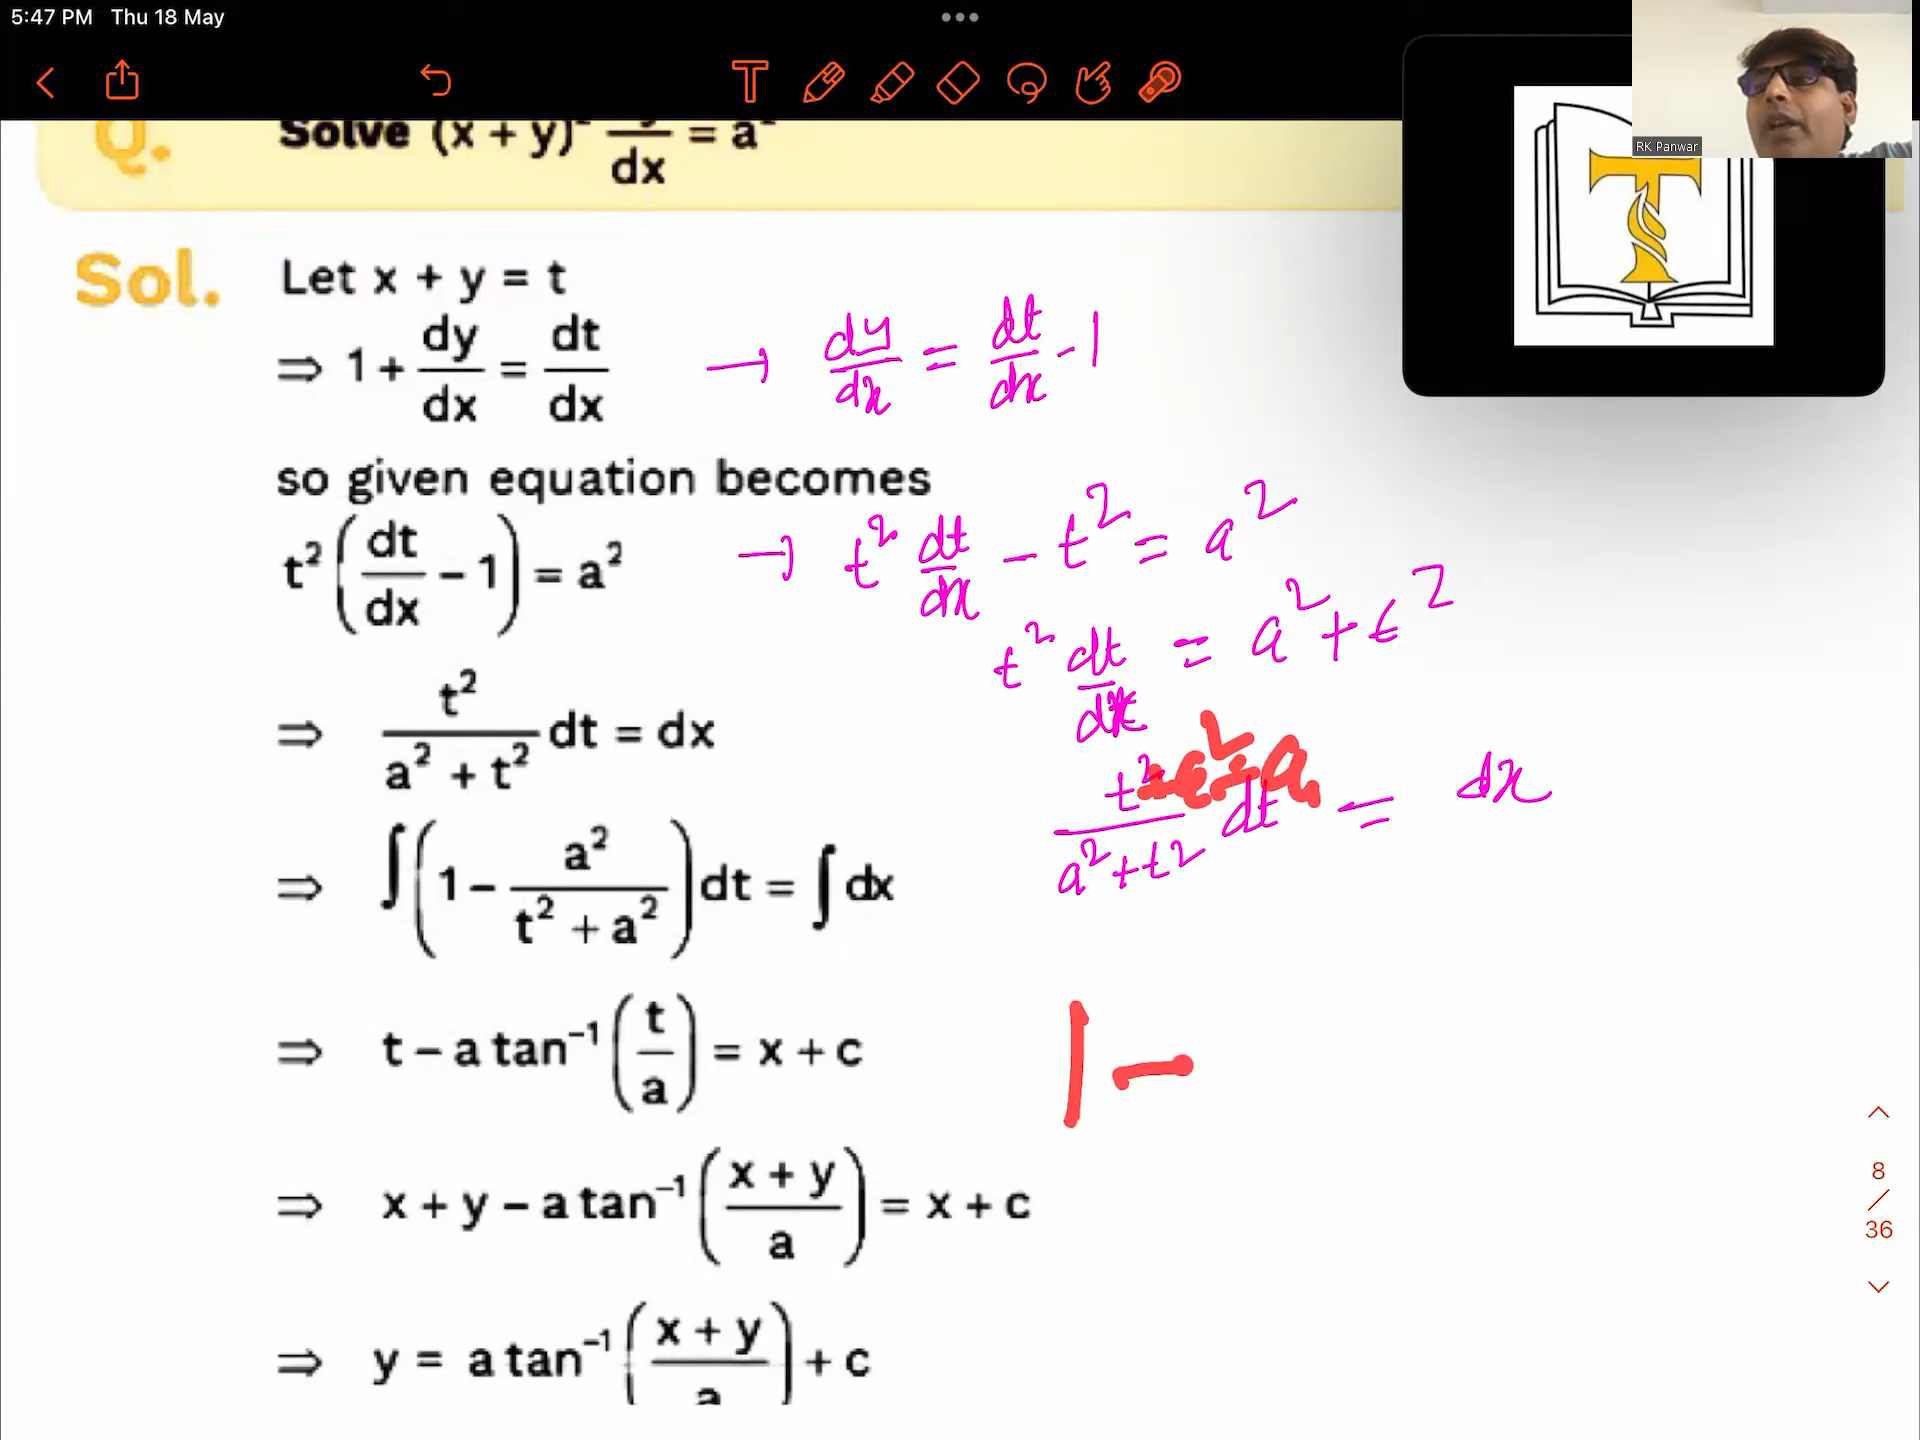 5:47 PM Thu 18 May
RK Panwar
Q. Solve (x + y)² dy/dx = a²
Sol. Let x + y = t
⇒ 1 + dy/dx = dt/dx → dy/dx = dt/dx - 1
so given equation becomes
t² (dt/dx - 1) = a² → t² dt/dx - t² = a²
t² dt/dx = a² + t²
⇒ t²/(a² + t²) dt = dx
t²/(a² + t²) dt = dx
⇒ ∫(1 - a²/(t² + a²)) dt = ∫dx
⇒ t - a tan⁻¹ (t/a) = x + c
1 -
⇒ x + y - a tan⁻¹ ((x + y)/a) = x + c
⇒ y = a tan⁻¹ ((x + y)/a) + c
8
/
36